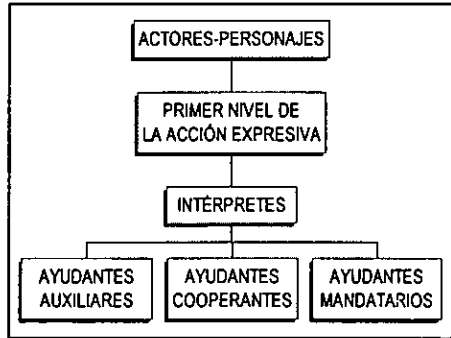 ACTORES-PERSONAJES
PRIMER NIVEL DE
LA ACCIÓN EXPRESIVA
INTÉRPRETES
AYUDANTES
AUXILIARES
AYUDANTES
COOPERANTES
AYUDANTES
MANDATARIOS